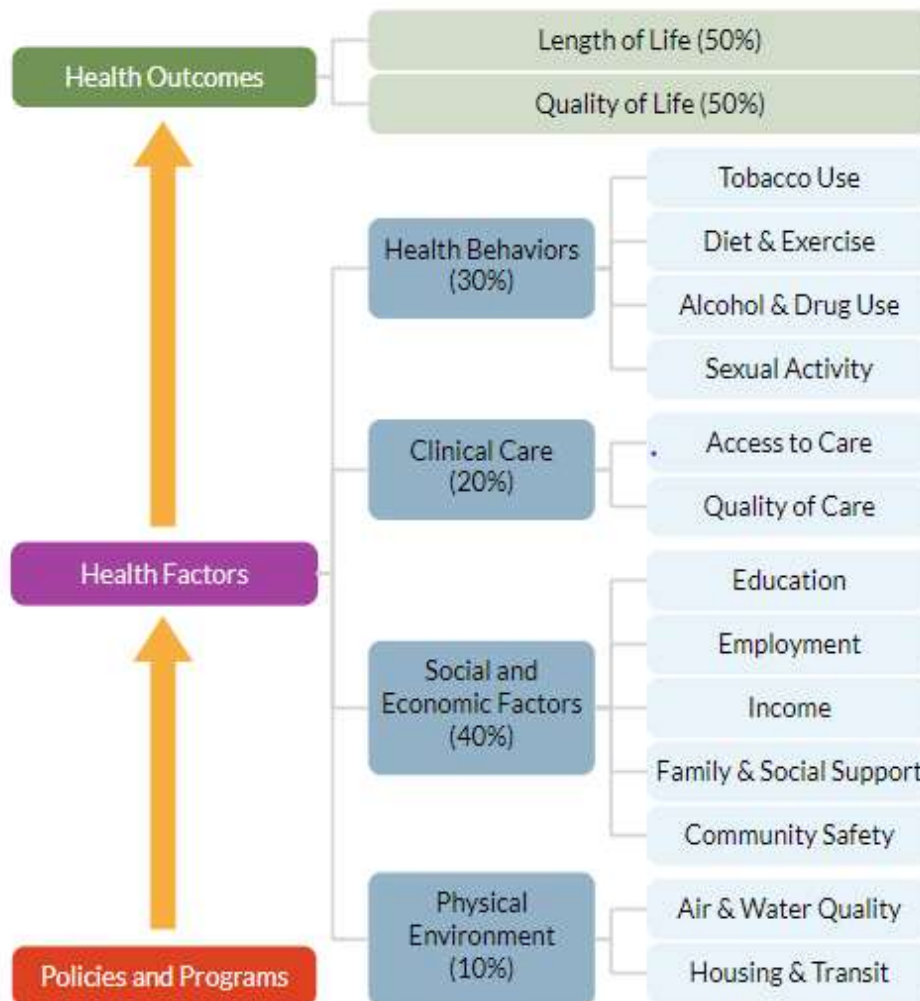 Health Outcomes
Length of Life (50%)
Quality of Life (50%)
Health Factors
Health Behaviors
(30%)
Tobacco Use
Diet & Exercise
Alcohol & Drug Use
Sexual Activity
Clinical Care
(20%)
Access to Care
Quality of Care
Social and
Economic Factors
(40%)
Education
Employment
Income
Family & Social Support
Community Safety
Physical
Environment
(10%)
Air & Water Quality
Housing & Transit
Policies and Programs